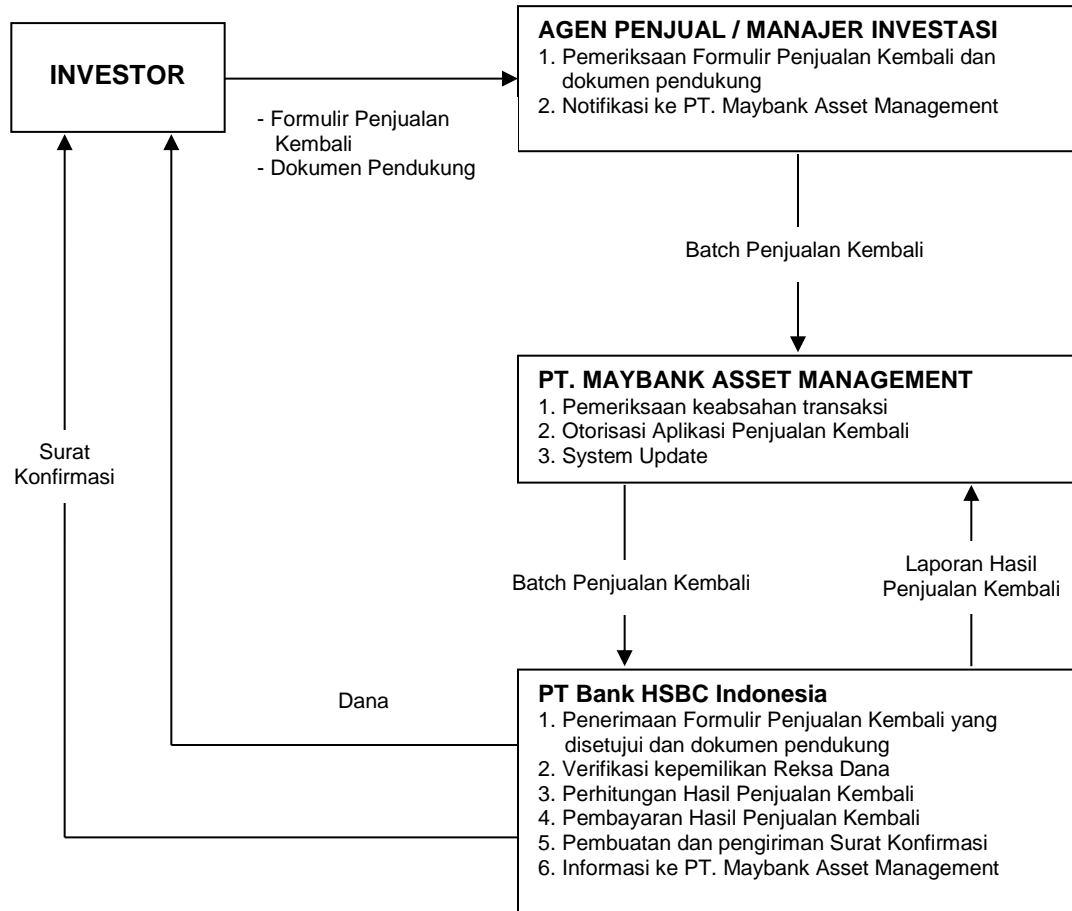 INVESTOR
- Formulir Penjualan
Kembali
- Dokumen Pendukung
AGEN PENJUAL / MANAJER INVESTASI
1. Pemeriksaan Formulir Penjualan Kembali dan
dokumen pendukung
2. Notifikasi ke PT. Maybank Asset Management
Batch Penjualan Kembali
PT. MAYBANK ASSET MANAGEMENT
1. Pemeriksaan keabsahan transaksi
2. Otorisasi Aplikasi Penjualan Kembali
3. System Update
Surat
Konfirmasi
Batch Penjualan Kembali
Laporan Hasil
Penjualan Kembali
Dana
PT Bank HSBC Indonesia
1. Penerimaan Formulir Penjualan Kembali yang
disetujui dan dokumen pendukung
2. Verifikasi kepemilikan Reksa Dana
3. Perhitungan Hasil Penjualan Kembali
4. Pembayaran Hasil Penjualan Kembali
5. Pembuatan dan pengiriman Surat Konfirmasi
6. Informasi ke PT. Maybank Asset Management